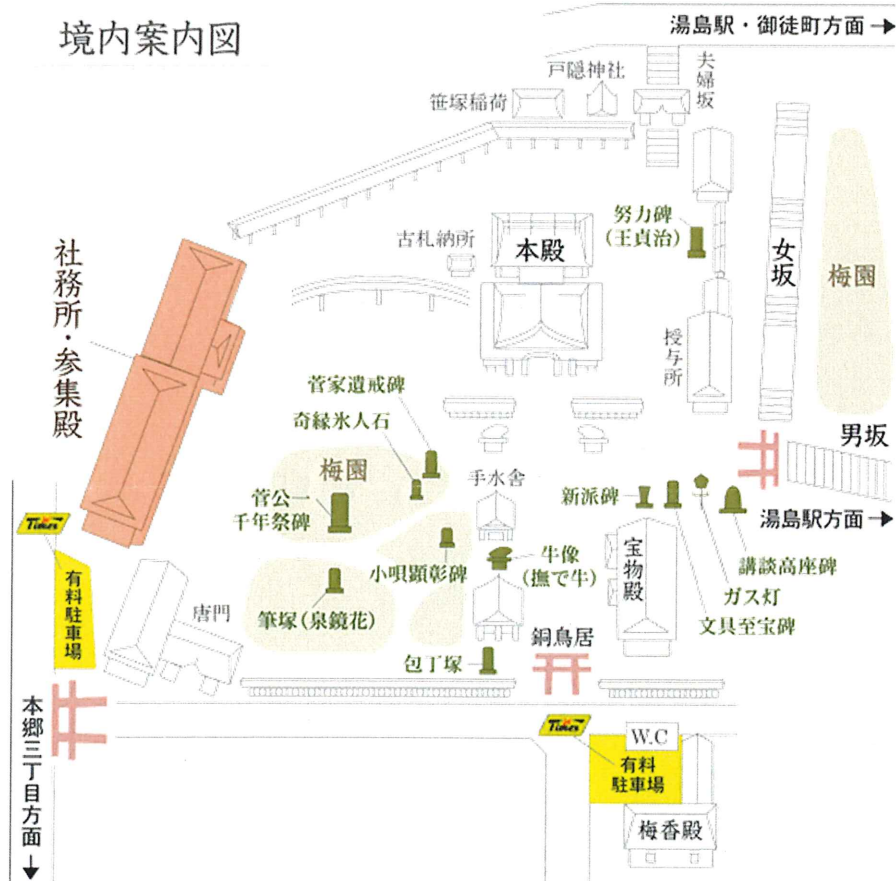 境内案内図
湯島駅・御徒町方面→
夫婦坂
戸隠神社
笹塚稲荷
努力碑
(王貞治)
古札納所
本殿
女坂
梅園
社務所・参集殿
授与所
菅家遺戒碑
奇縁氷人石
男坂
梅園
手水舎
新派碑
菅公一
千年祭碑
湯島駅方面→
Times
牛像
(撫で牛)
宝物殿
講談高座碑
小唄顕彰碑
ガス灯
有料駐車場
唐門
筆塚(泉鏡花)
文具至宝碑
銅鳥居
包丁塚
本郷三丁目方面→
Times
W.C
有料
駐車場
梅香殿